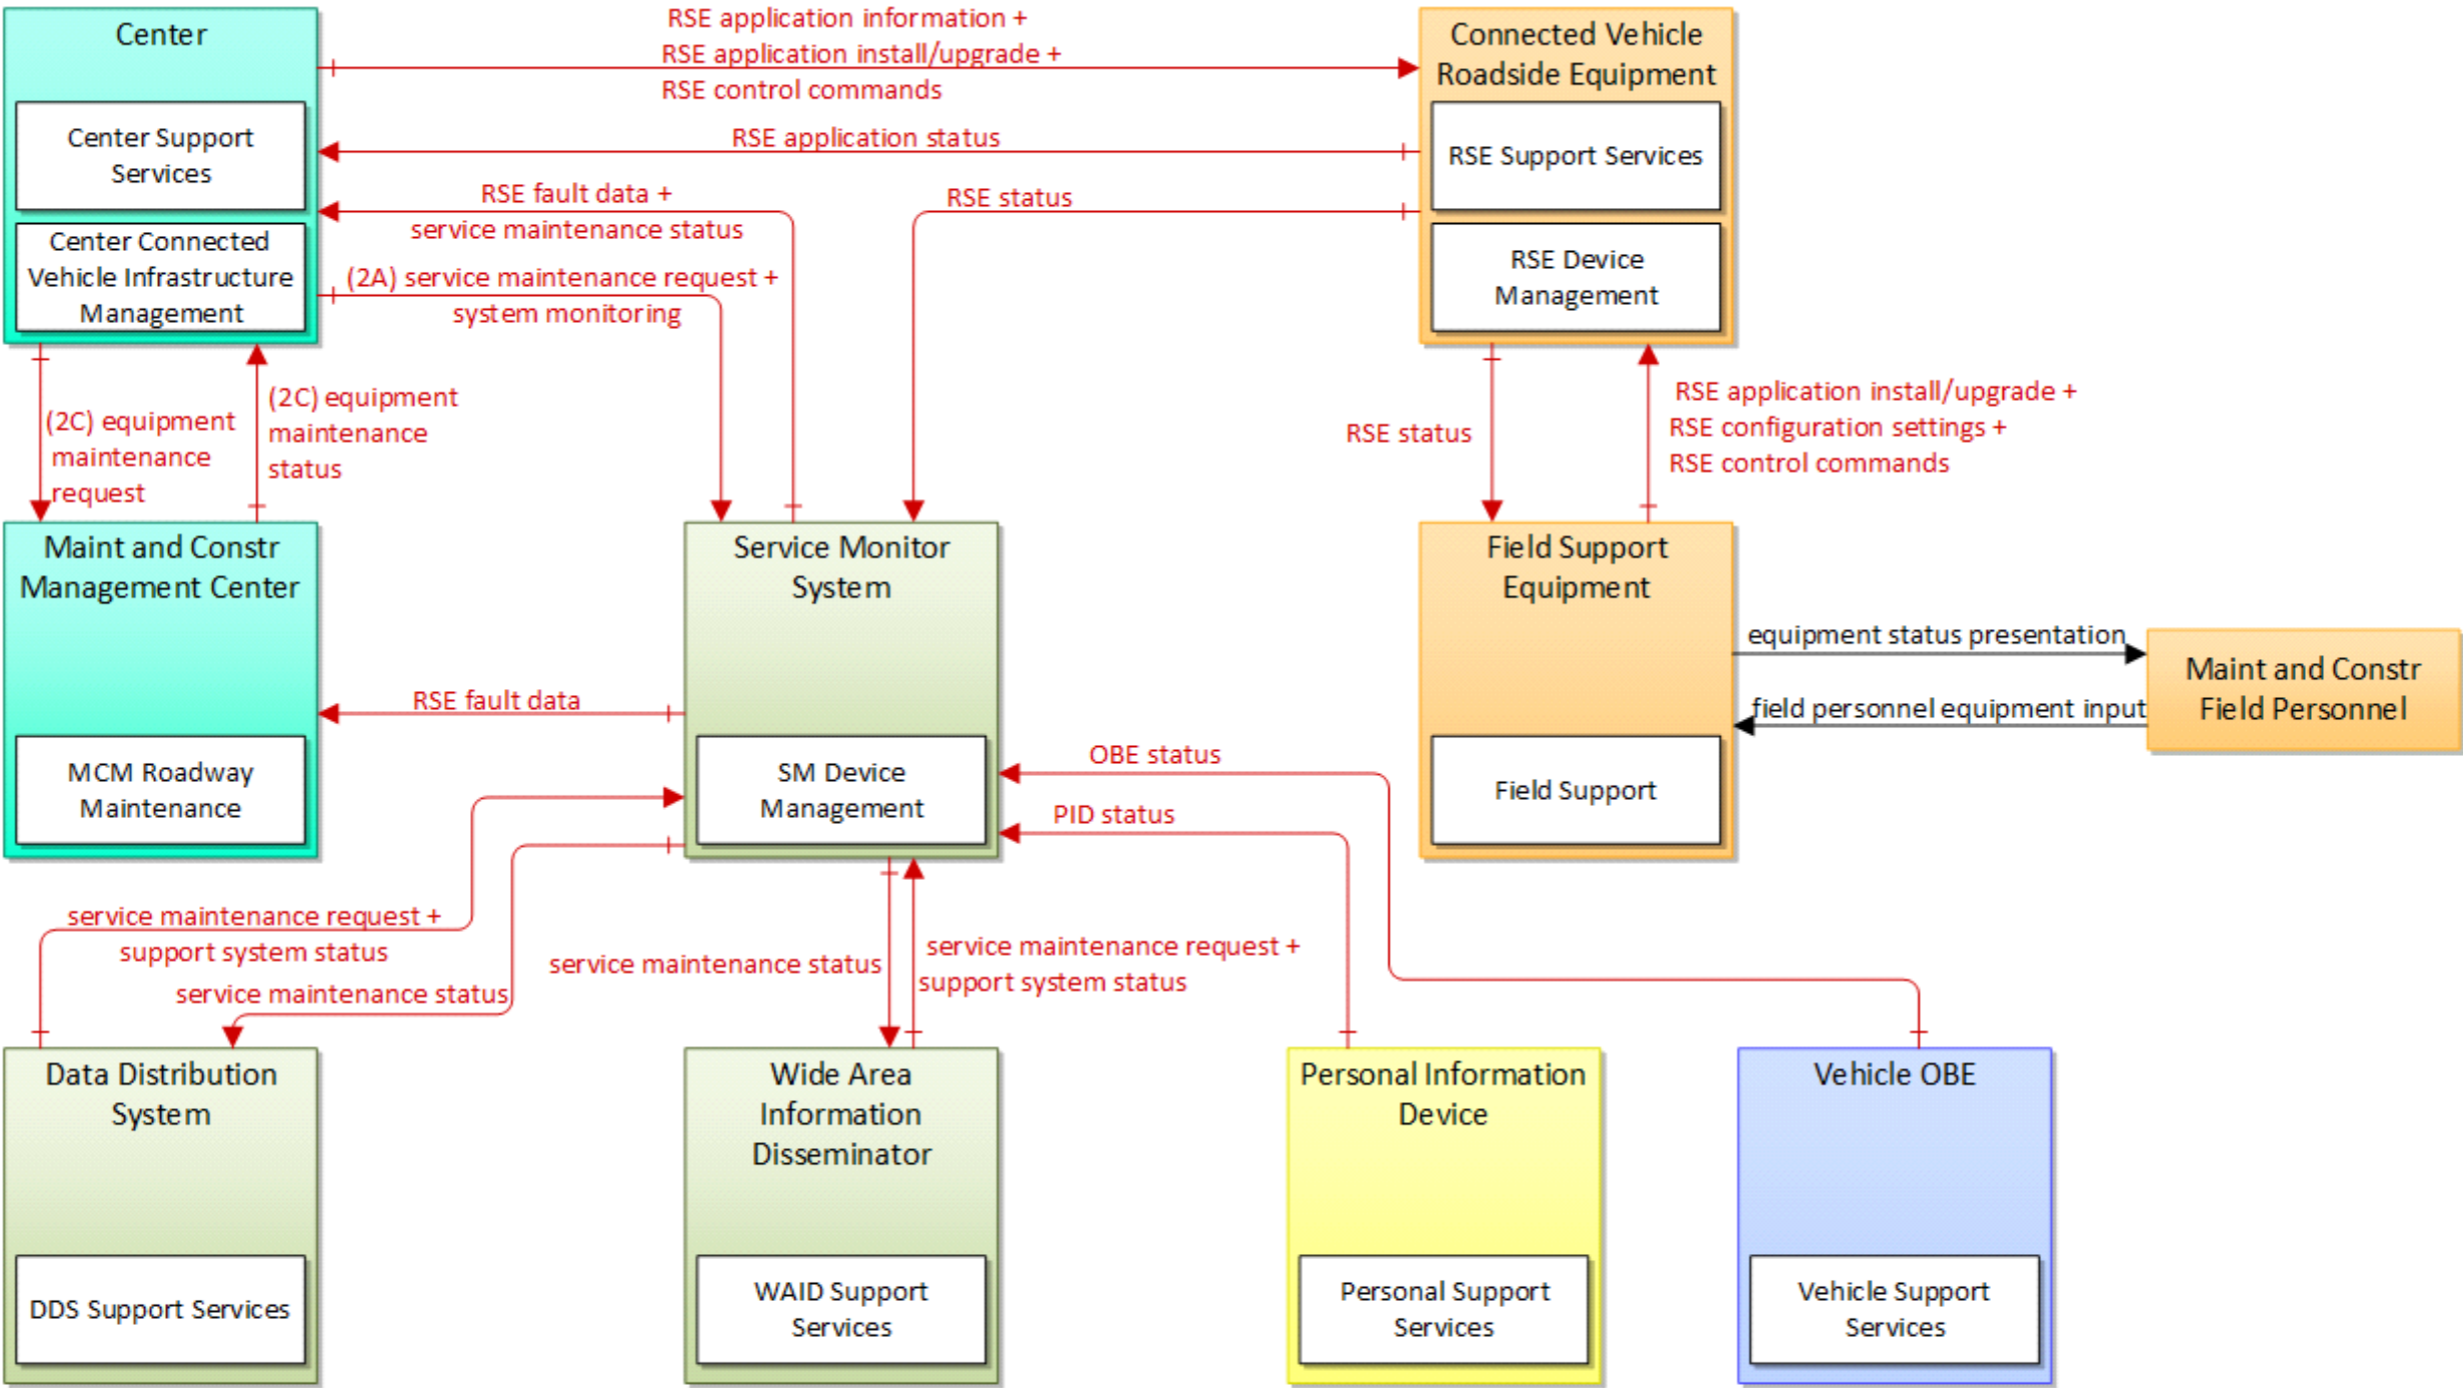 Center
Center Support
Services
Center Connected
Vehicle Infrastructure
Management
RSE application information +
RSE application install/upgrade +
RSE control commands
RSE application status
RSE fault data +
service maintenance status
(2A) service maintenance request +
system monitoring
RSE status
Connected Vehicle
Roadside Equipment
RSE Support Services
RSE Device
Management
(2C) equipment
maintenance
request
(2C) equipment
maintenance
status
RSE status
RSE application install/upgrade +
RSE configuration settings +
RSE control commands
Maint and Constr
Management Center
MCM Roadway
Maintenance
RSE fault data
Service Monitor
System
SM Device
Management
Field Support
Equipment
Field Support
equipment status presentation
field personnel equipment input
Maint and Constr
Field Personnel
OBE status
PID status
service maintenance request +
support system status
service maintenance status
service maintenance status
service maintenance request +
support system status
Data Distribution
System
DDS Support Services
Wide Area
Information
Disseminator
WAID Support
Services
Personal Information
Device
Personal Support
Services
Vehicle OBE
Vehicle Support
Services